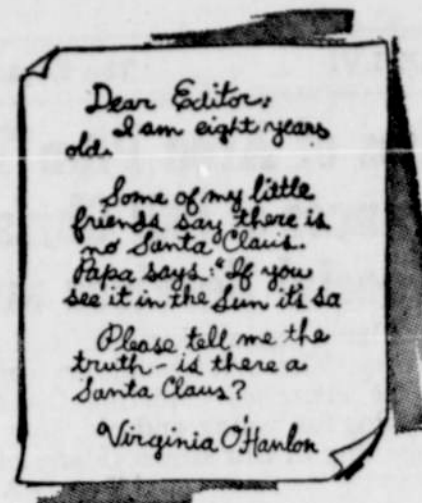 Dear Editor:
I am eight years
old.
Some of my little
friends say there is
no Santa Claus.
Papa says: "If you
see it in the Sun it's so
Please tell me the
truth - is there a
Santa Claus?
Virginia O'Hanlon